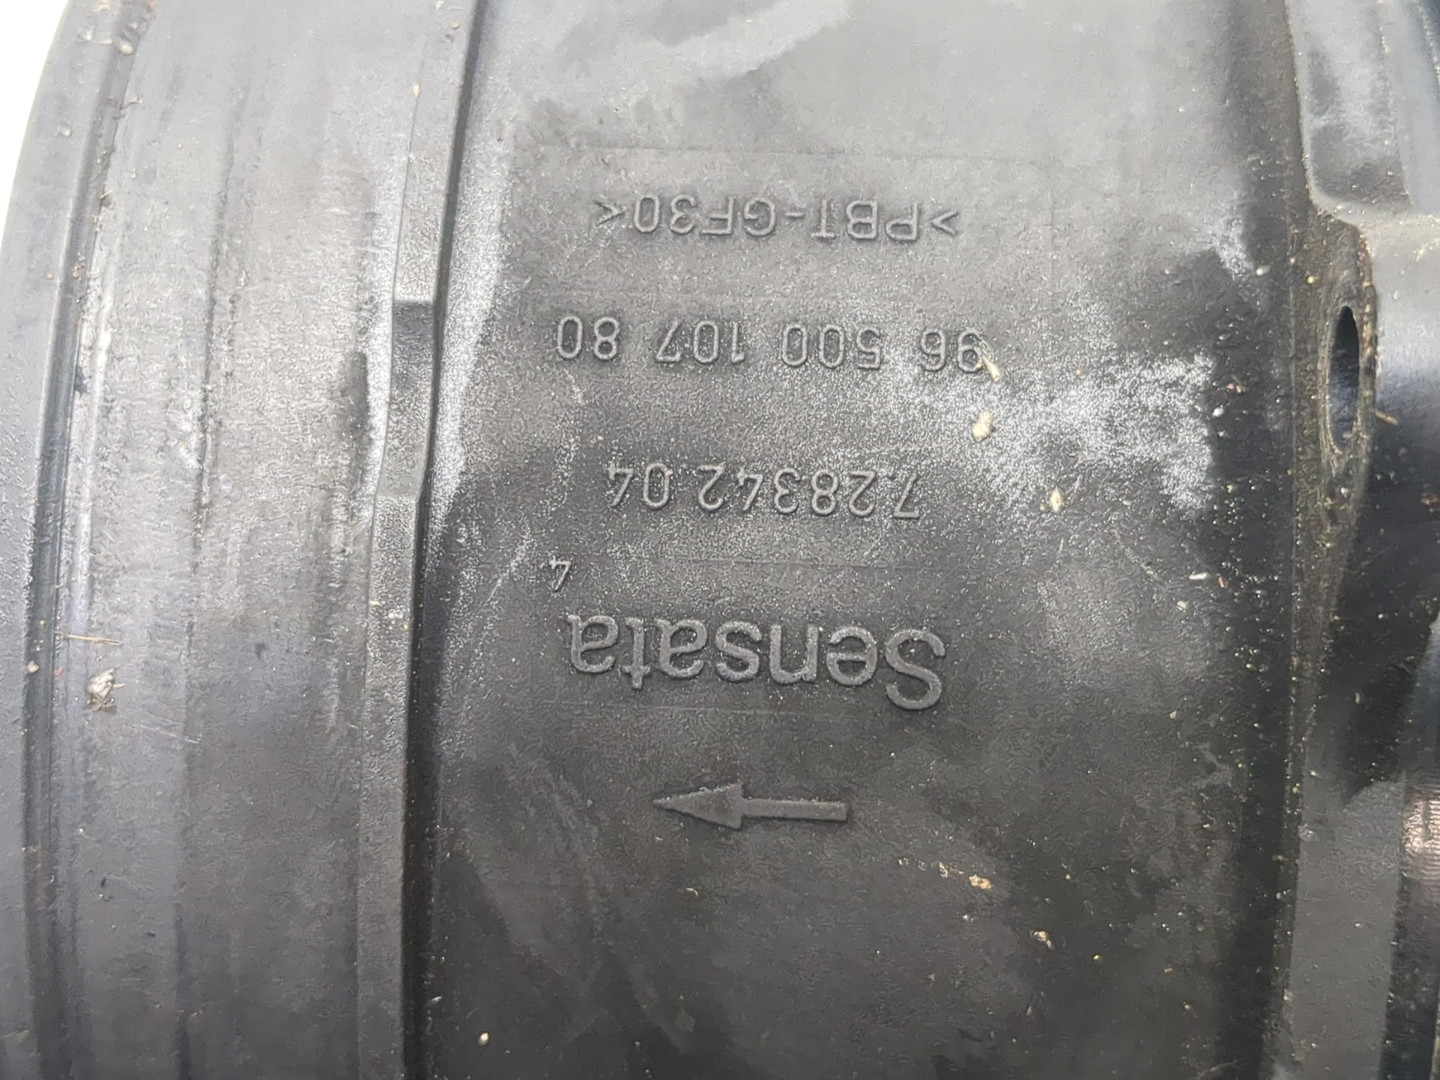 Sensata
4
7.28342.04
96 500 107 80
>PBT-GF30<